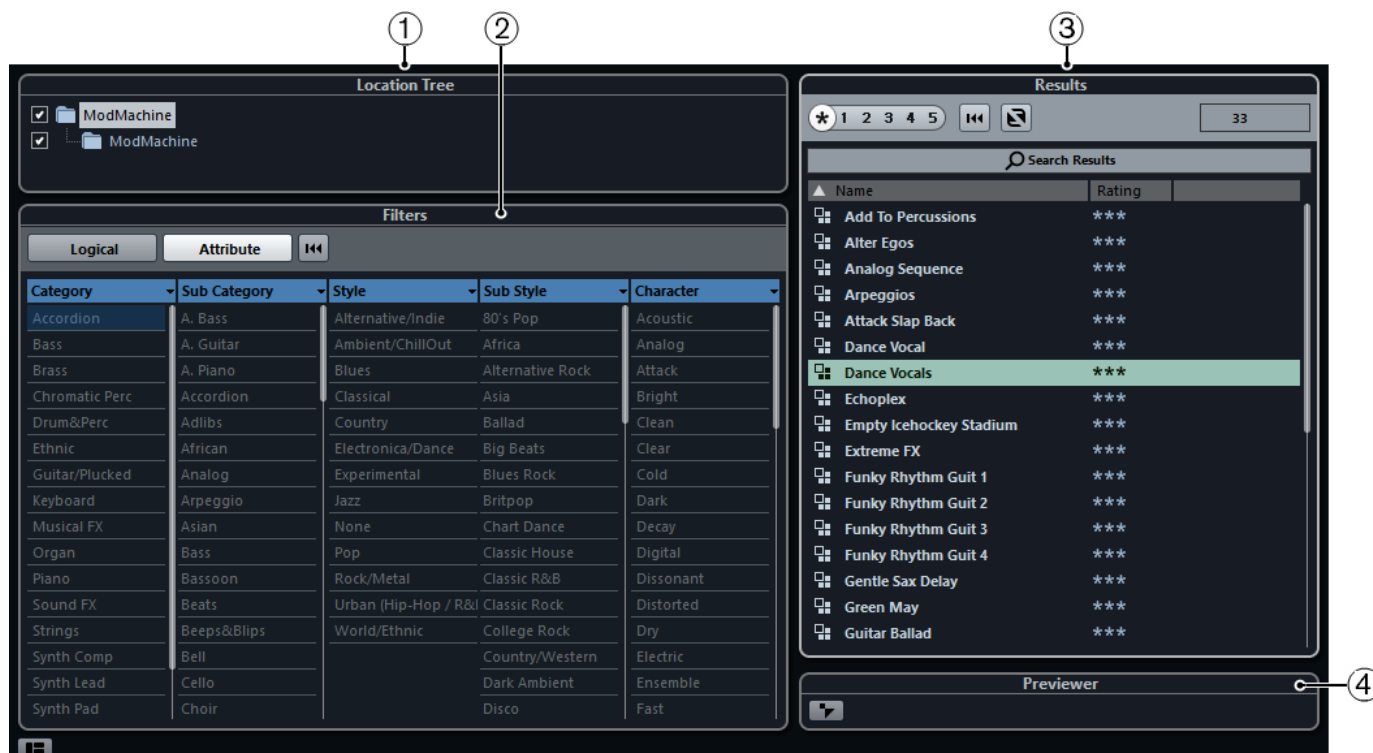 1
2
3
Location Tree
ModMachine
ModMachine
Filters
Logical Attribute
Category Sub Category Style Sub Style Character
Accordion A. Bass Alternative/Indie 80's Pop Acoustic
Bass A. Guitar Ambient/ChillOut Africa Analog
Brass A. Piano Blues Alternative Rock Attack
Chromatic Perc Accordion Classical Asia Bright
Drum&Perc Adlibs Country Ballad Clean
Ethnic African Electronica/Dance Big Beats Clear
Guitar/Plucked Analog Experimental Blues Rock Cold
Keyboard Arpeggio Jazz Britpop Dark
Musical FX Asian None Chart Dance Decay
Organ Bass Pop Classic House Digital
Piano Bassoon Rock/Metal Classic R&B Dissonant
Sound FX Beats Urban (Hip-Hop / R& Classic Rock Distorted
Strings Beeps&Blips World/Ethnic College Rock Dry
Synth Comp Bell Country/Western Electric
Synth Lead Cello Dark Ambient Ensemble
Synth Pad Choir Disco Fast
Results
* 1 2 3 4 5 33
Search Results
Name Rating
Add To Percussions ***
Alter Egos ***
Analog Sequence ***
Arpeggios ***
Attack Slap Back ***
Dance Vocal ***
Dance Vocals ***
Echoplex ***
Empty Icehockey Stadium ***
Extreme FX ***
Funky Rhythm Guit 1 ***
Funky Rhythm Guit 2 ***
Funky Rhythm Guit 3 ***
Funky Rhythm Guit 4 ***
Gentle Sax Delay ***
Green May ***
Guitar Ballad ***
Previewer
4